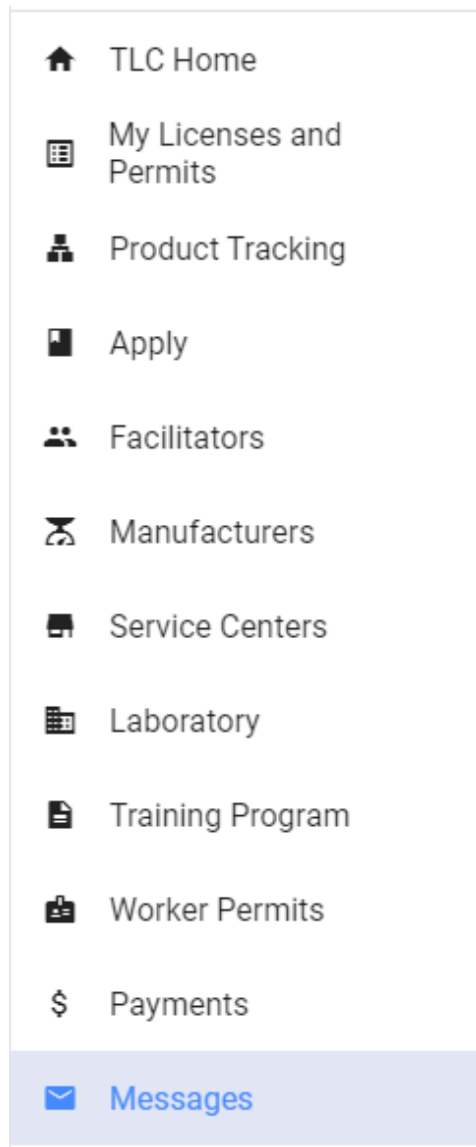 TLC Home
My Licenses and
Permits
Product Tracking
Apply
Facilitators
Manufacturers
Service Centers
Laboratory
Training Program
Worker Permits
$ Payments
Messages